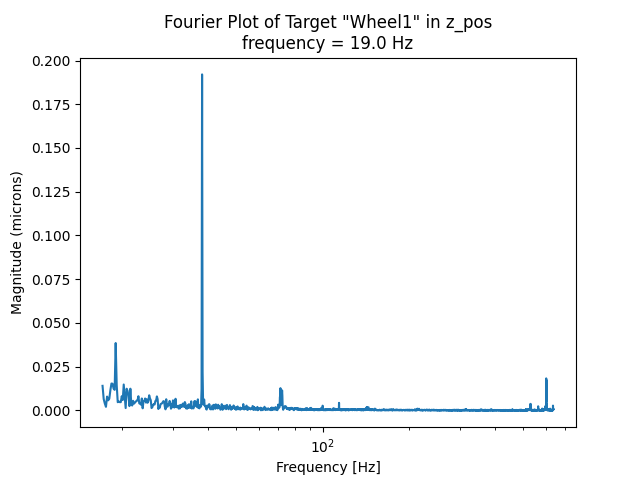 Fourier Plot of Target "Wheel1" in z_pos
frequency = 19.0 Hz
0.200
0.175
0.150
0.125
0.100
0.075
0.050
0.025
0.000
Magnitude (microns)
10²
Frequency [Hz]